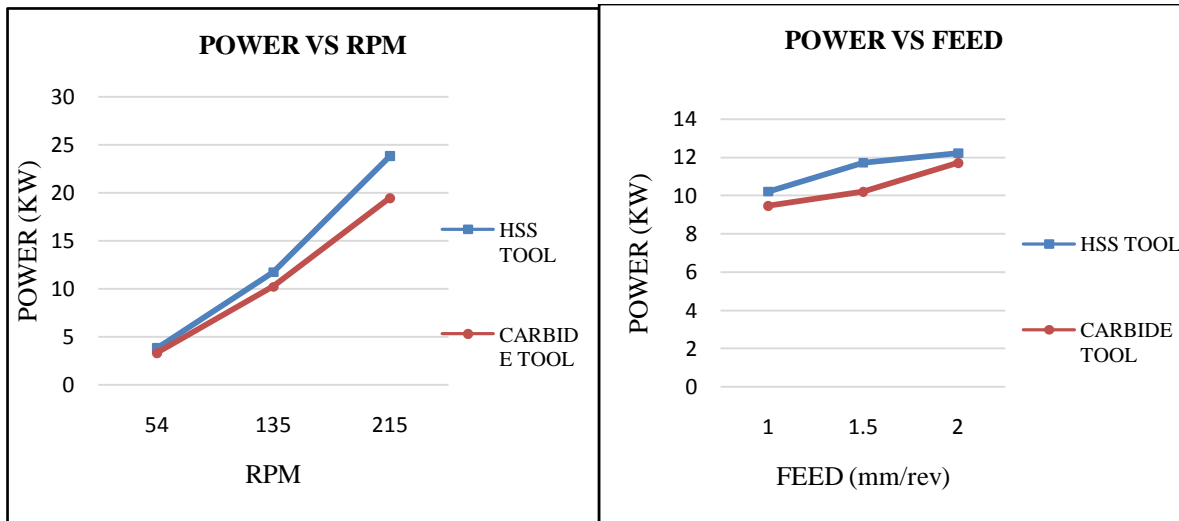 POWER VS RPM
POWER (KW)
30
25
20
15
10
5
0
54 135 215
RPM
HSS
TOOL
CARBID
E TOOL
POWER VS FEED
POWER (KW)
14
12
10
8
6
4
2
0
1 1.5 2
FEED (mm/rev)
HSS TOOL
CARBIDE
TOOL